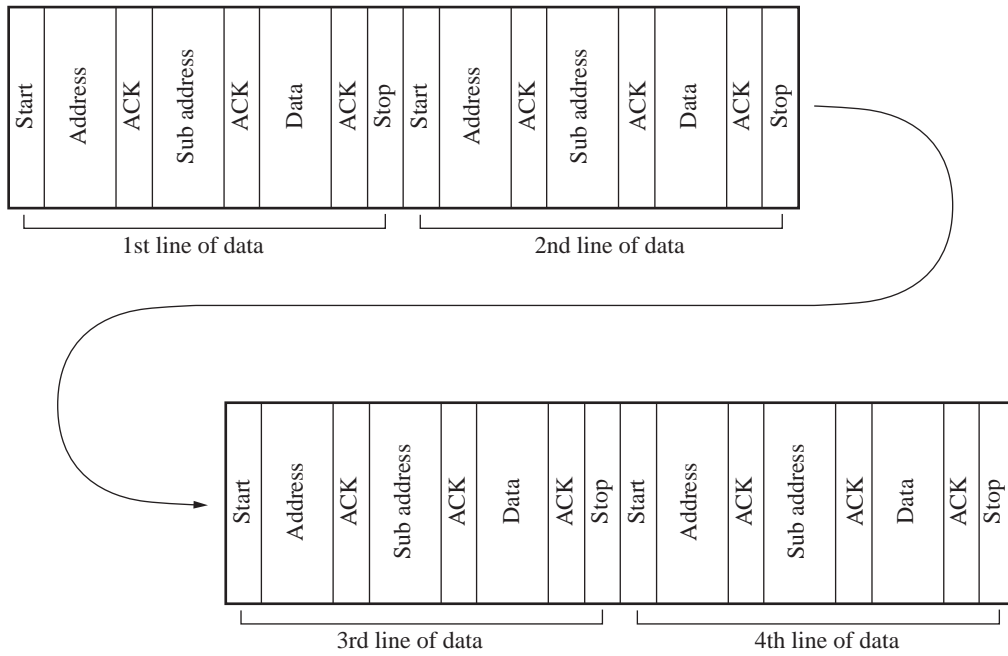 Start Address ACK Sub address ACK Data ACK Stop Start Address ACK Sub address ACK Data ACK Stop
1st line of data 2nd line of data
Start Address ACK Sub address ACK Data ACK Stop Start Address ACK Sub address ACK Data ACK Stop
3rd line of data 4th line of data